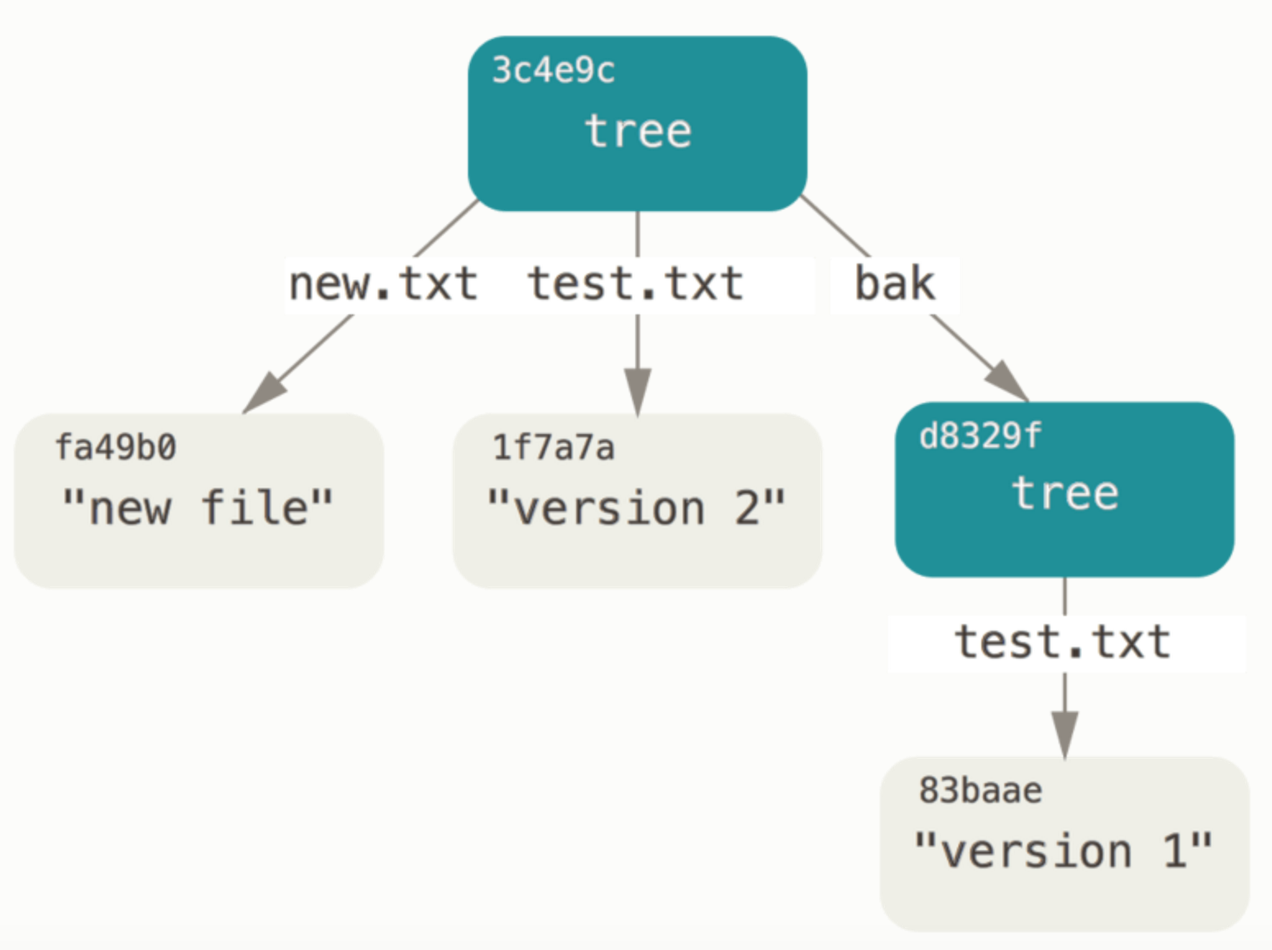 3c4e9c
tree
new.txt
test.txt
bak
fa49b0
"new file"
1f7a7a
"version 2"
d8329f
tree
test.txt
83baae
"version 1"